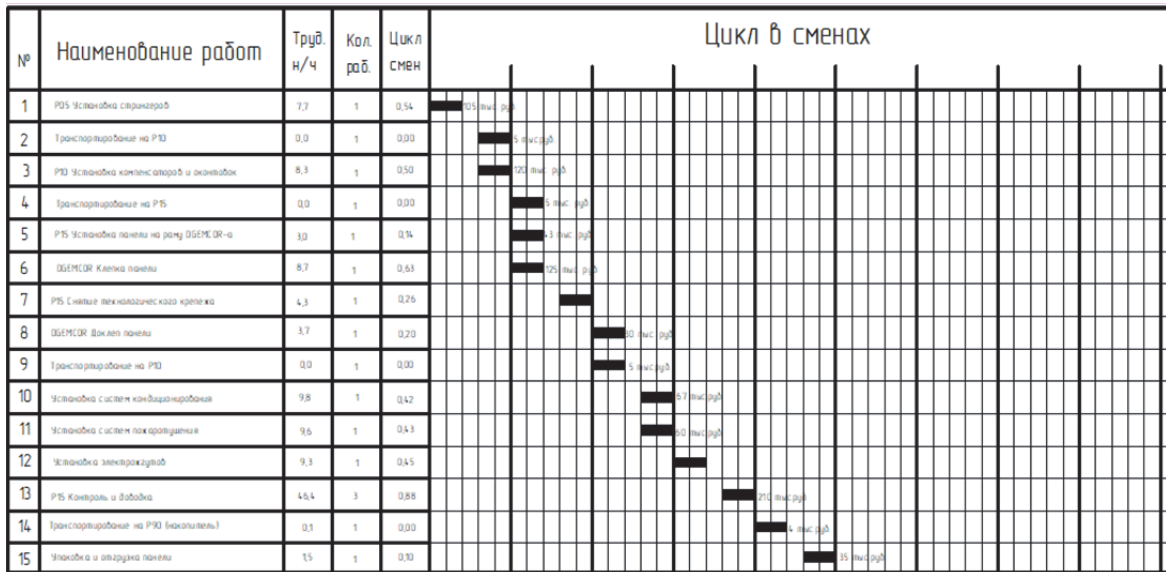 № Наименование работ Труд. н/ч Кол. раб. Цикл смен Цикл в сменах
1 Р05 Установка стрингеров 7,7 1 0,54 105 тыс. руб.
2 Транспортирование на Р10 0,0 1 0,00 5 тыс.руб.
3 Р10 Установка компенсаторов и окантовок 8,3 1 0,50 120 тыс. руб.
4 Транспортирование на Р15 0,0 1 0,00 5 тыс. руб.
5 Р15 Установка панели на раму OGEMCOR-а 3,0 1 0,14 43 тыс. руб.
6 OGEMCOR Клепка панели 8,7 1 0,63 125 тыс. руб.
7 Р15 Снятие технологического крепежа 4,3 1 0,26
8 OGEMCOR Доклеп панели 3,7 1 0,20 80 тыс. руб.
9 Транспортирование на Р10 0,0 1 0,00 5 тыс.руб.
10 Установка систем кондиционирования 9,8 1 0,42 67 тыс.руб.
11 Установка систем пожаротушения 9,6 1 0,43 60 тыс.руб.
12 Установка электрожгутов 9,3 1 0,45
13 Р15 Контроль и доводка 46,4 3 0,88 210 тыс.руб.
14 Транспортирование на Р90 (накопитель) 0,1 1 0,00 4 тыс.руб.
15 Упаковка и отгрузка панели 1,5 1 0,10 35 тыс.руб.